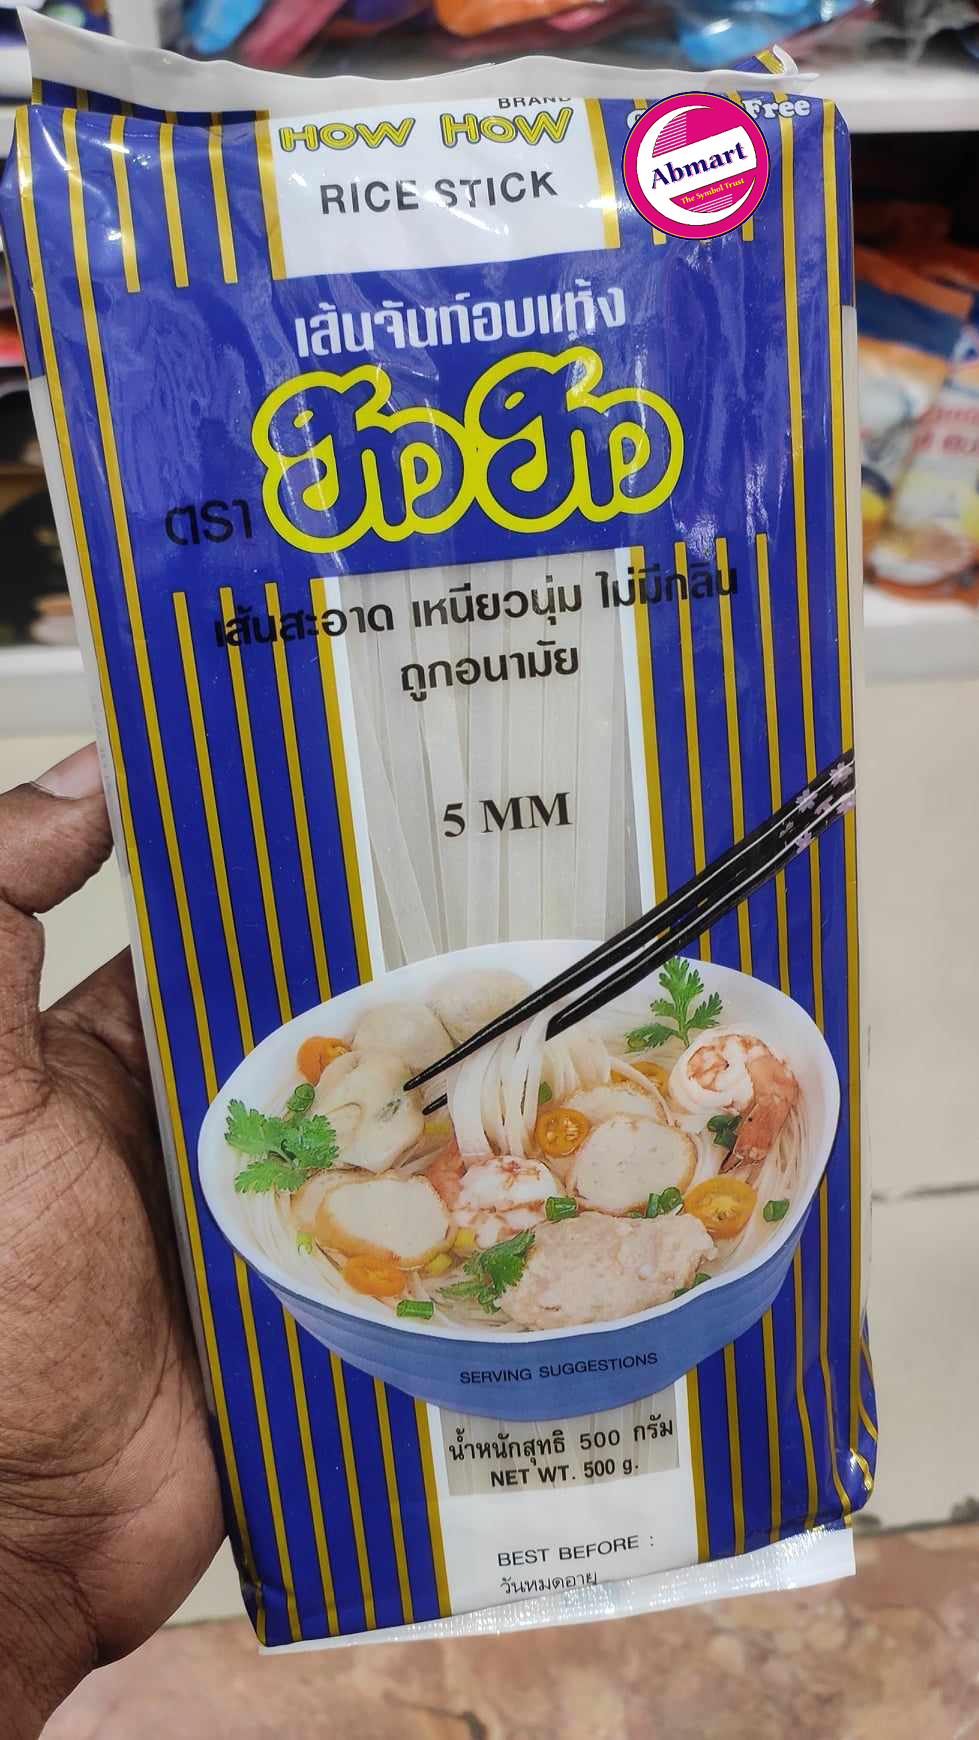 BRAND
HOW HOW
Free
RICE STICK
Abmart
The Symbol Trust
เส้นจันท์อบแห้ง
ตรา ฮาวฮาว
เส้นสะอาด เหนียวนุ่ม ไม่มีกลิ่น
ถูกอนามัย
5 MM
SERVING SUGGESTIONS
น้ำหนักสุทธิ 500 กรัม
NET WT. 500 g.
BEST BEFORE :
วันหมดอายุ